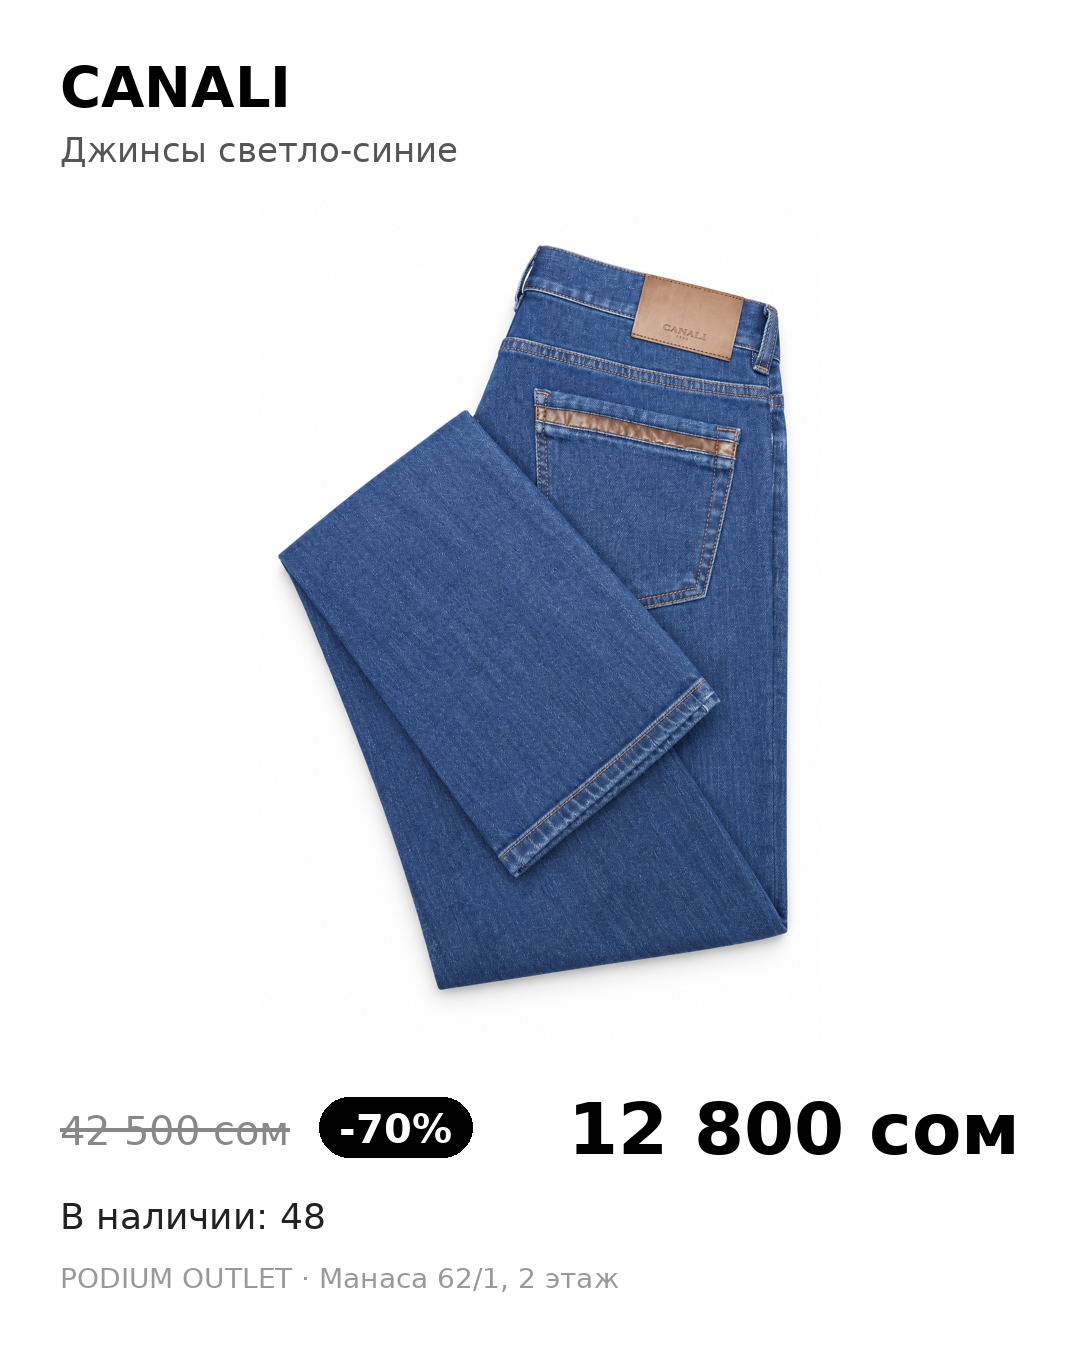 CANALI
Джинсы светло-синие
CANALI
42 500 сом
-70%
12 800 сом
В наличии: 48
PODIUM OUTLET · Манаса 62/1, 2 этаж